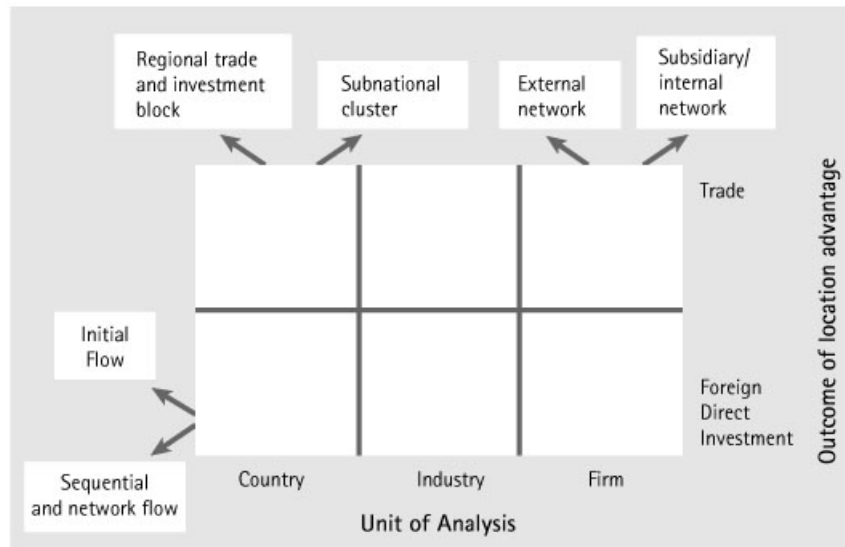 Regional trade
and investment
block
Subnational
cluster
External
network
Subsidiary/
internal
network
Trade
Outcome of location advantage
Initial
Flow
Foreign
Direct
Investment
Sequential
and network flow
Country
Industry
Firm
Unit of Analysis